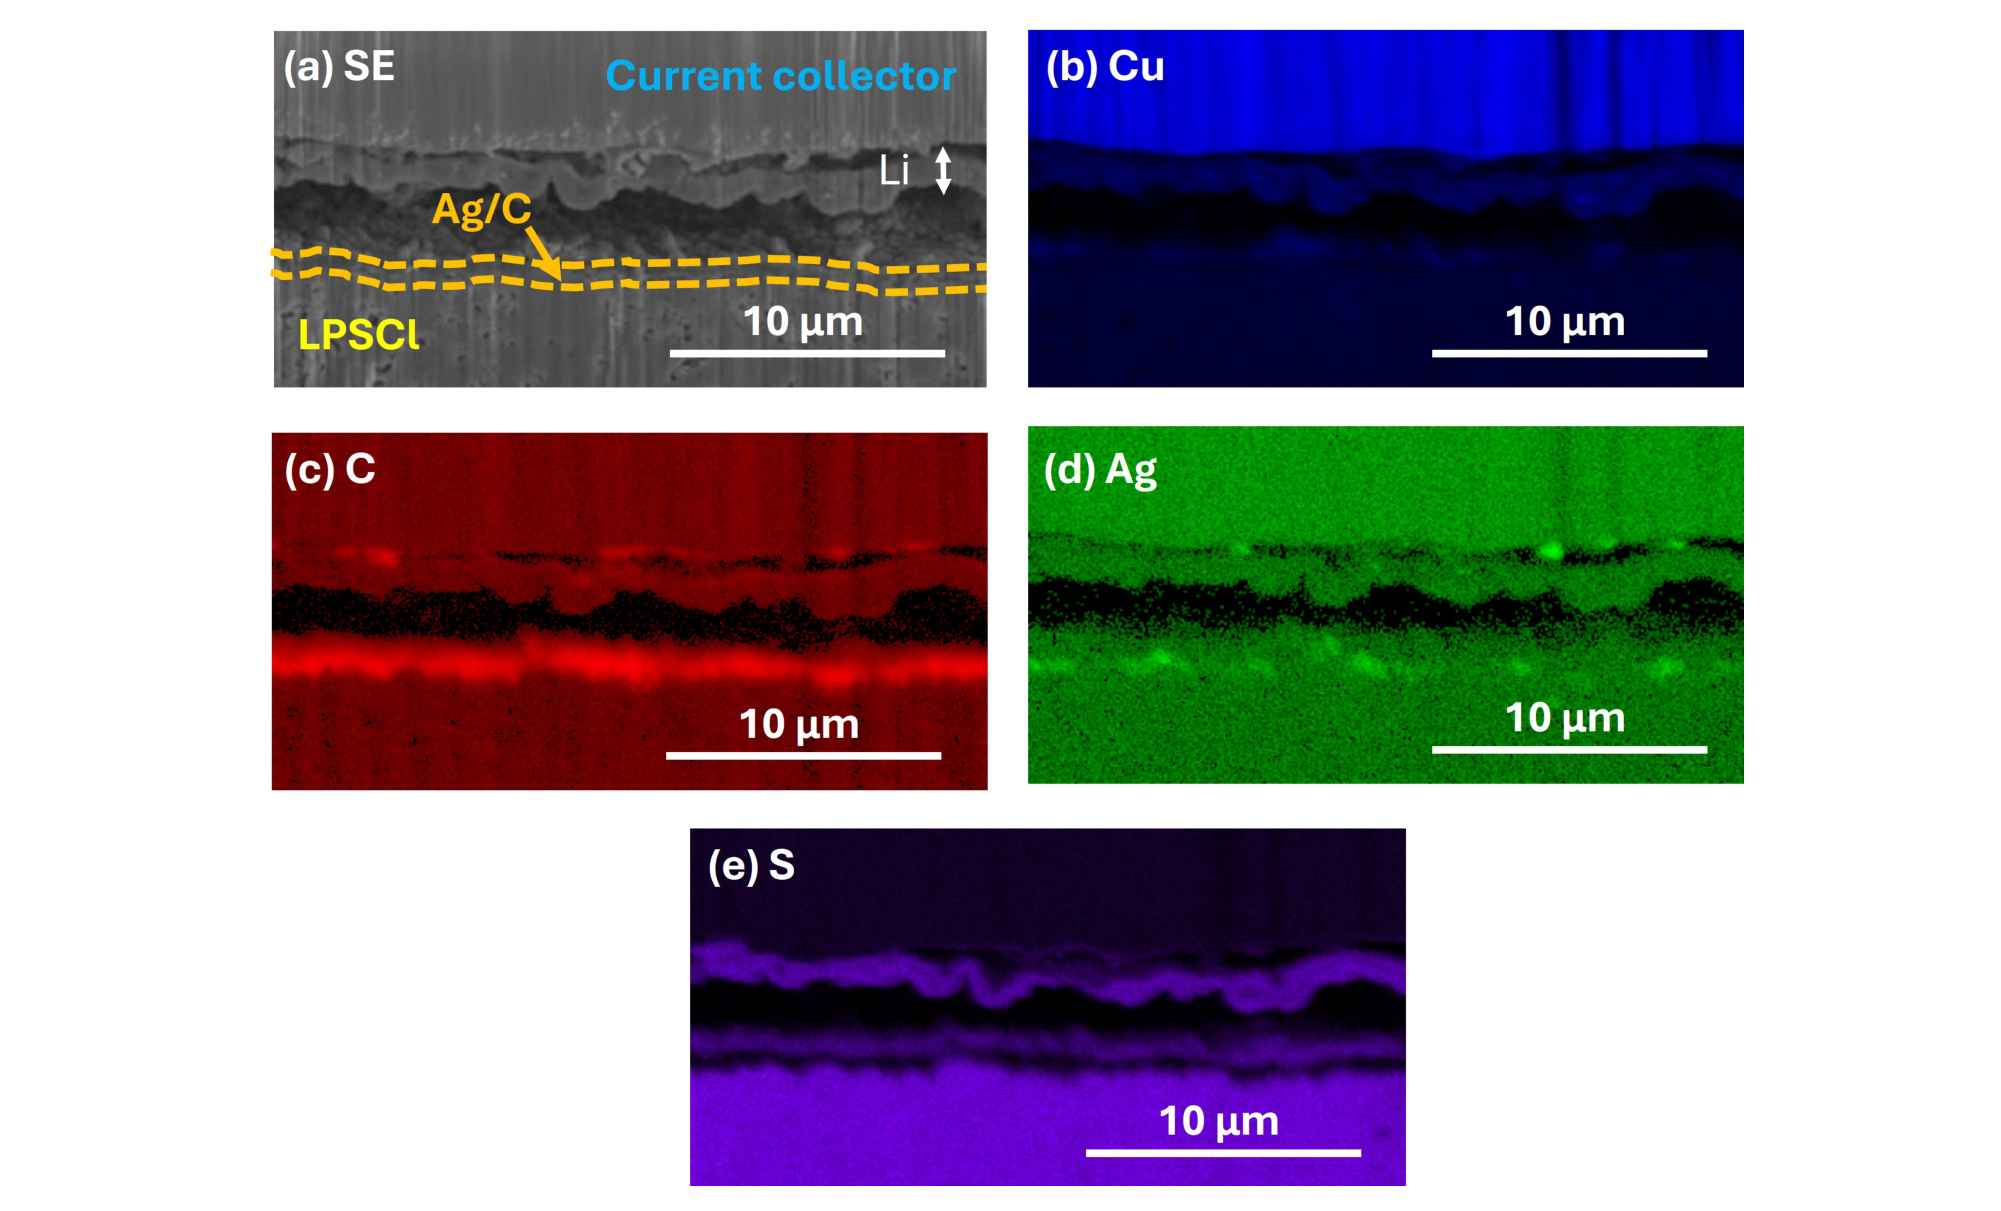 (a) SE
Current collector
Li
Ag/C
LPSCl
10 µm
(b) Cu
10 µm
(c) C
10 µm
(d) Ag
10 µm
(e) S
10 µm